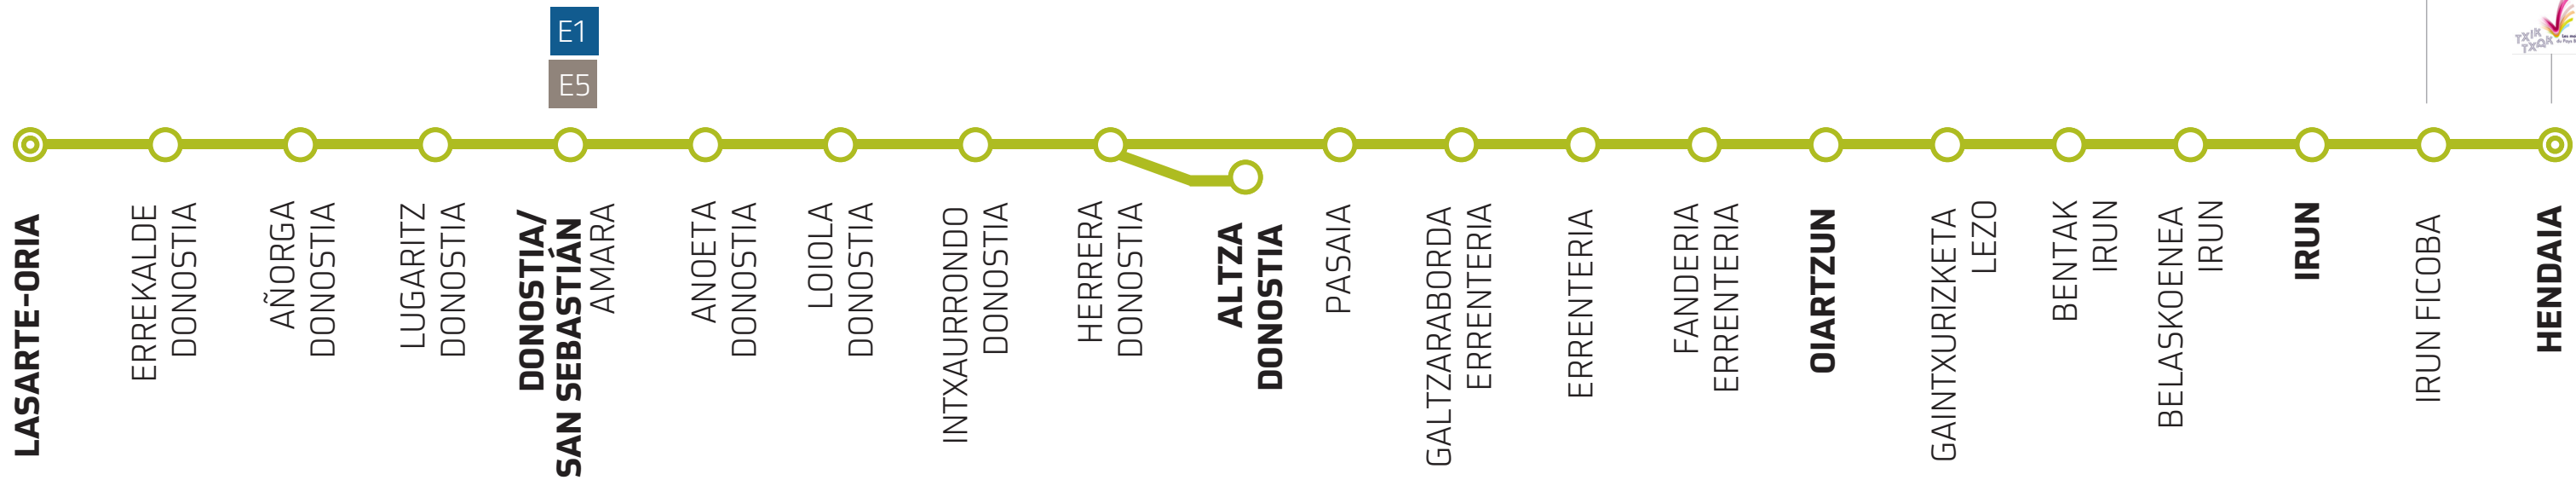 E1
E5
TXIK
TXAK
LASARTE-ORIA
ERREKALDE
DONOSTIA
AÑORGA
DONOSTIA
LUGARITZ
DONOSTIA
DONOSTIA/
SAN SEBASTIÁN
AMARA
ANOETA
DONOSTIA
LOIOLA
DONOSTIA
INTXAURRONDO
DONOSTIA
HERRERA
DONOSTIA
ALTZA
DONOSTIA
PASAIA
GALTZARABORDA
ERRENTERIA
ERRENTERIA
FANDERIA
ERRENTERIA
OIARTZUN
GAINTXURIZKETA
LEZO
BENTAK
IRUN
BELASKOENEA
IRUN
IRUN
IRUN FICOBA
HENDAIA